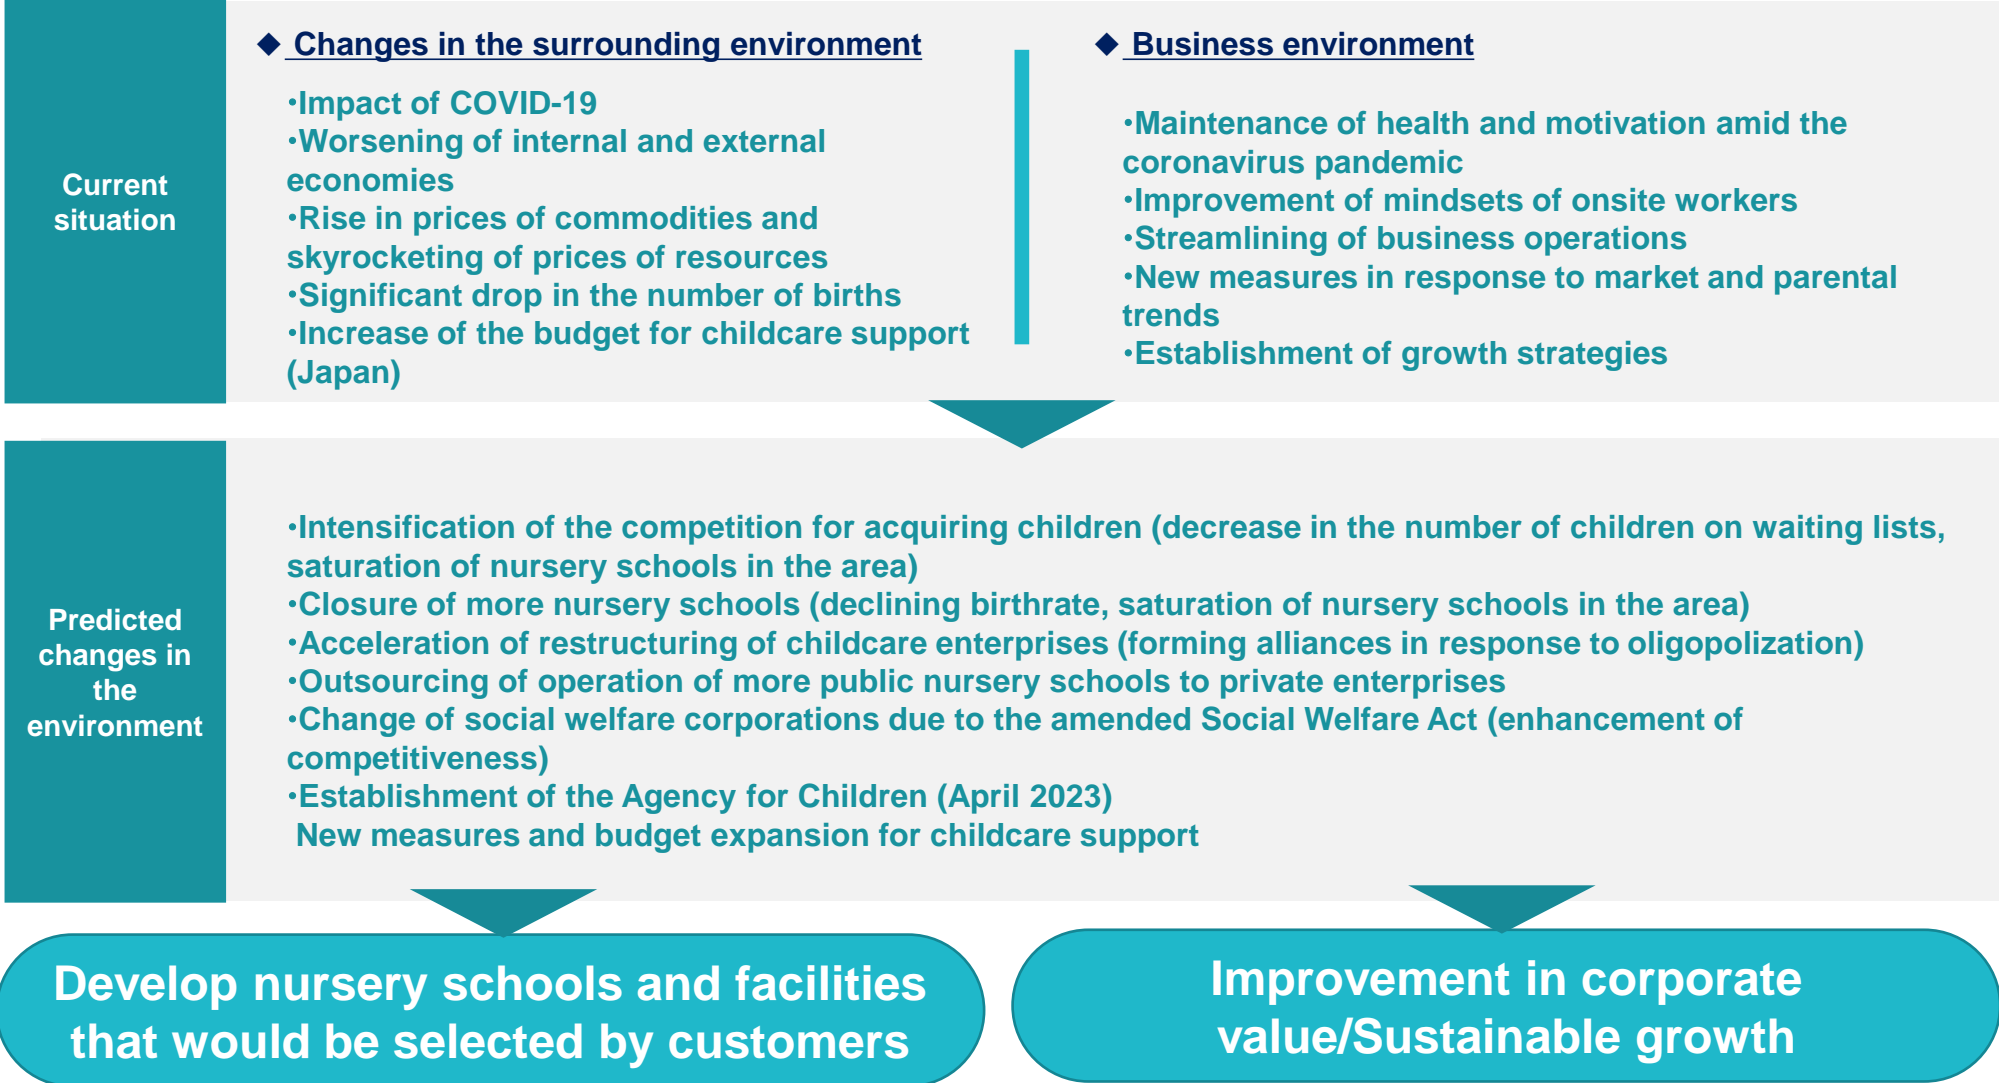 Current
situation
◆ Changes in the surrounding environment
・Impact of COVID-19
・Worsening of internal and external
economies
・Rise in prices of commodities and
skyrocketing of prices of resources
・Significant drop in the number of births
・Increase of the budget for childcare support
(Japan)
◆ Business environment
・Maintenance of health and motivation amid the
coronavirus pandemic
・Improvement of mindsets of onsite workers
・Streamlining of business operations
・New measures in response to market and parental
trends
・Establishment of growth strategies
Predicted
changes in
the
environment
・Intensification of the competition for acquiring children (decrease in the number of children on waiting lists,
saturation of nursery schools in the area)
・Closure of more nursery schools (declining birthrate, saturation of nursery schools in the area)
・Acceleration of restructuring of childcare enterprises (forming alliances in response to oligopolization)
・Outsourcing of operation of more public nursery schools to private enterprises
・Change of social welfare corporations due to the amended Social Welfare Act (enhancement of
competitiveness)
・Establishment of the Agency for Children (April 2023)
New measures and budget expansion for childcare support
Develop nursery schools and facilities
that would be selected by customers
Improvement in corporate
value/Sustainable growth